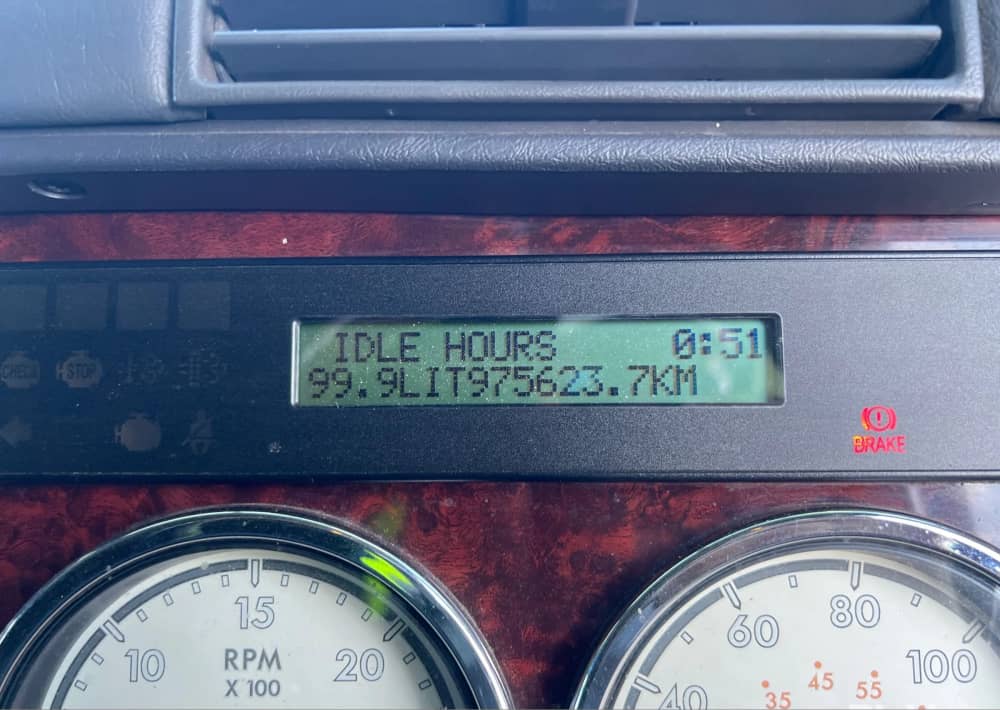 IDLE HOURS 0:51
99.9LIT975623.7KM
CHECK
STOP
BRAKE
10
15
20
RPM
X 100
40
60
80
100
35
45
55